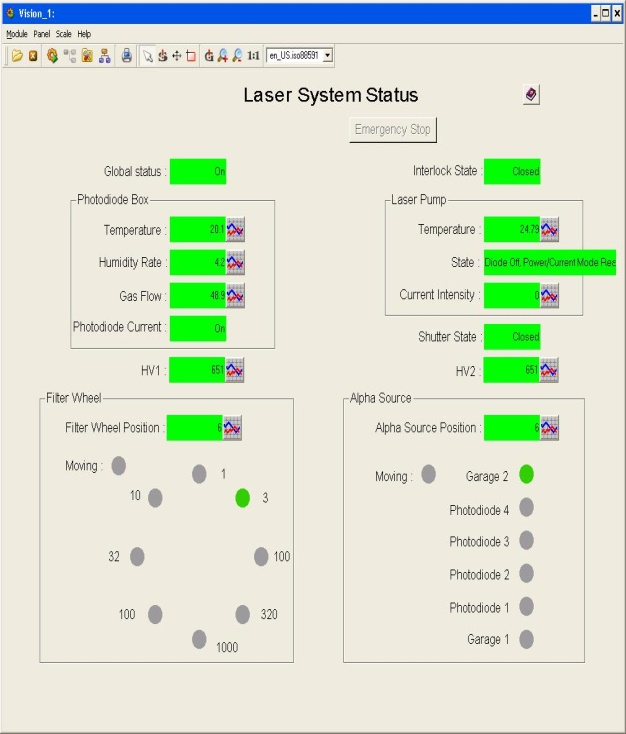 Vision_1:
Module Panel Scale Help
1:1 en_US.iso88591
Laser System Status
Emergency Stop
Global status : On
Interlock State : Closed
Photodiode Box
Temperature : 20.1
Humidity Rate : 4.2
Gas Flow : 48.9
Photodiode Current : On
Laser Pump
Temperature : 24.79
State : Diode Off, Power/Current Mode Rea
Current Intensity : 0
Shutter State : Closed
HV1 : 651
HV2 : 651
Filter Wheel
Filter Wheel Position : 6
Moving :
1
10
3
32
100
100
320
1000
Alpha Source
Alpha Source Position : 6
Moving :
Garage 2
Photodiode 4
Photodiode 3
Photodiode 2
Photodiode 1
Garage 1